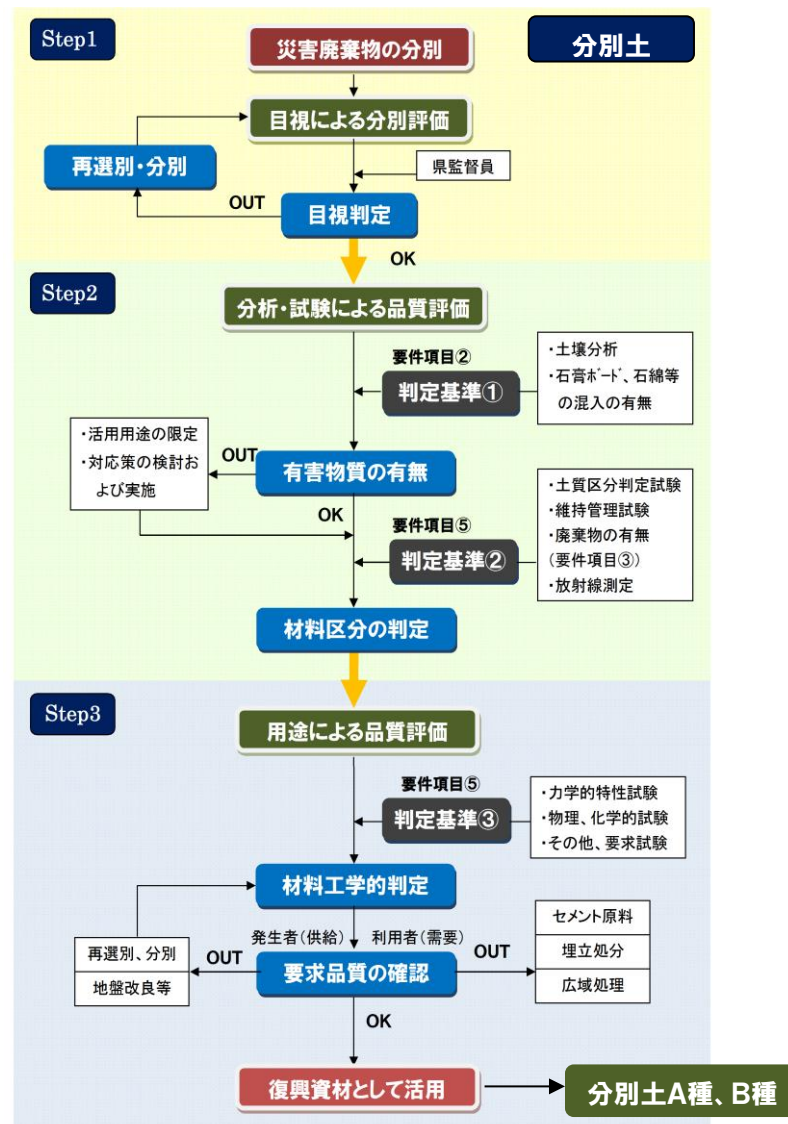 Step1
災害廃棄物の分別
分別土
目視による分別評価
再選別・分別
県監督員
OUT
目視判定
OK
Step2
分析・試験による品質評価
要件項目②
判定基準①
・土壌分析
・石膏ﾎﾞｰﾄﾞ、石綿等
の混入の有無
・活用用途の限定
・対応策の検討お
よび実施
OUT
有害物質の有無
OK
要件項目⑤
判定基準②
・土質区分判定試験
・維持管理試験
・廃棄物の有無
(要件項目③)
・放射線測定
材料区分の判定
Step3
用途による品質評価
要件項目⑤
判定基準③
・力学的特性試験
・物理、化学的試験
・その他、要求試験
材料工学的判定
発生者(供給)
利用者(需要)
再選別、分別
地盤改良等
OUT
要求品質の確認
OUT
セメント原料
埋立処分
広域処理
OK
復興資材として活用
分別土A種、B種